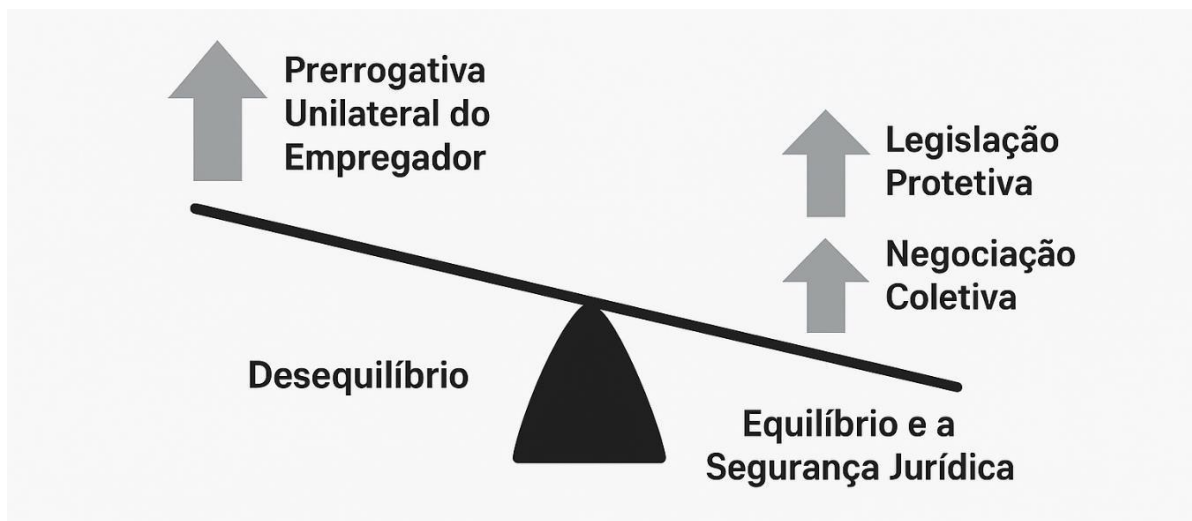 Prerrogativa
Unilateral do
Empregador
Legislação
Protetiva
Negociação
Coletiva
Desequilíbrio
Equilíbrio e a
Segurança Jurídica